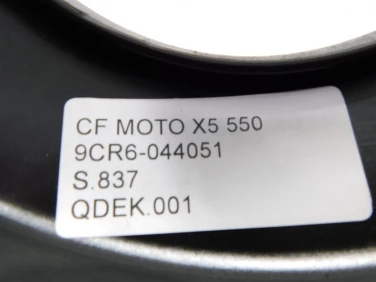 CF MOTO X5 550
9CR6-044051
S.837
QDEK.001